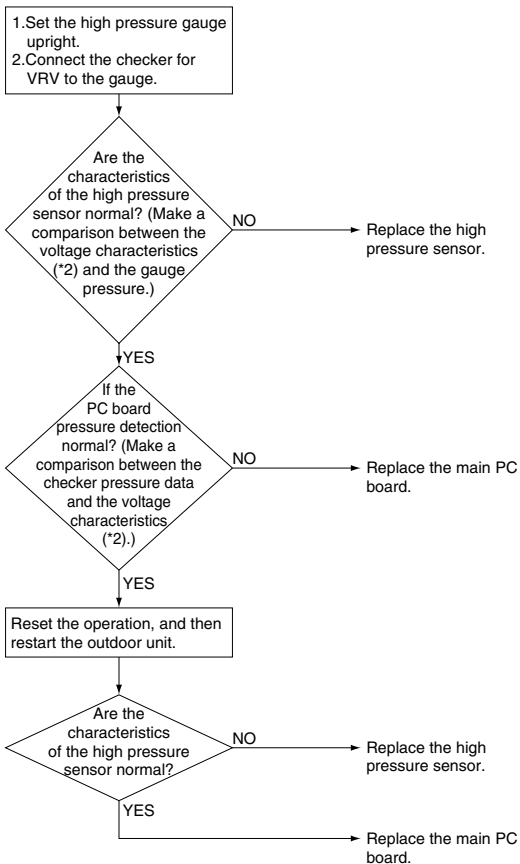 1.Set the high pressure gauge
upright.
2.Connect the checker for
VRV to the gauge.
Are the
characteristics
of the high pressure
sensor normal? (Make a
comparison between the
voltage characteristics
(*2) and the gauge
pressure.)
NO
Replace the high
pressure sensor.
YES
If the
PC board
pressure detection
normal? (Make a
comparison between the
checker pressure data
and the voltage
characteristics
(*2).)
NO
Replace the main PC
board.
YES
Reset the operation, and then
restart the outdoor unit.
Are the
characteristics
of the high pressure
sensor normal?
NO
Replace the high
pressure sensor.
YES
Replace the main PC
board.